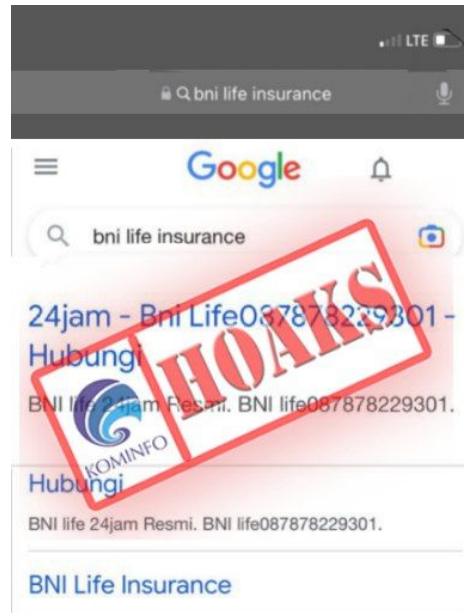 LTE
bni life insurance
Google
bni life insurance
24jam - Bni Life087878229301 -
Hubungi
BNI life 24jam Resmi. BNI life087878229301.
HOAKS
KOMINFO
Hubungi
BNI life 24jam Resmi. BNI life087878229301.
BNI Life Insurance